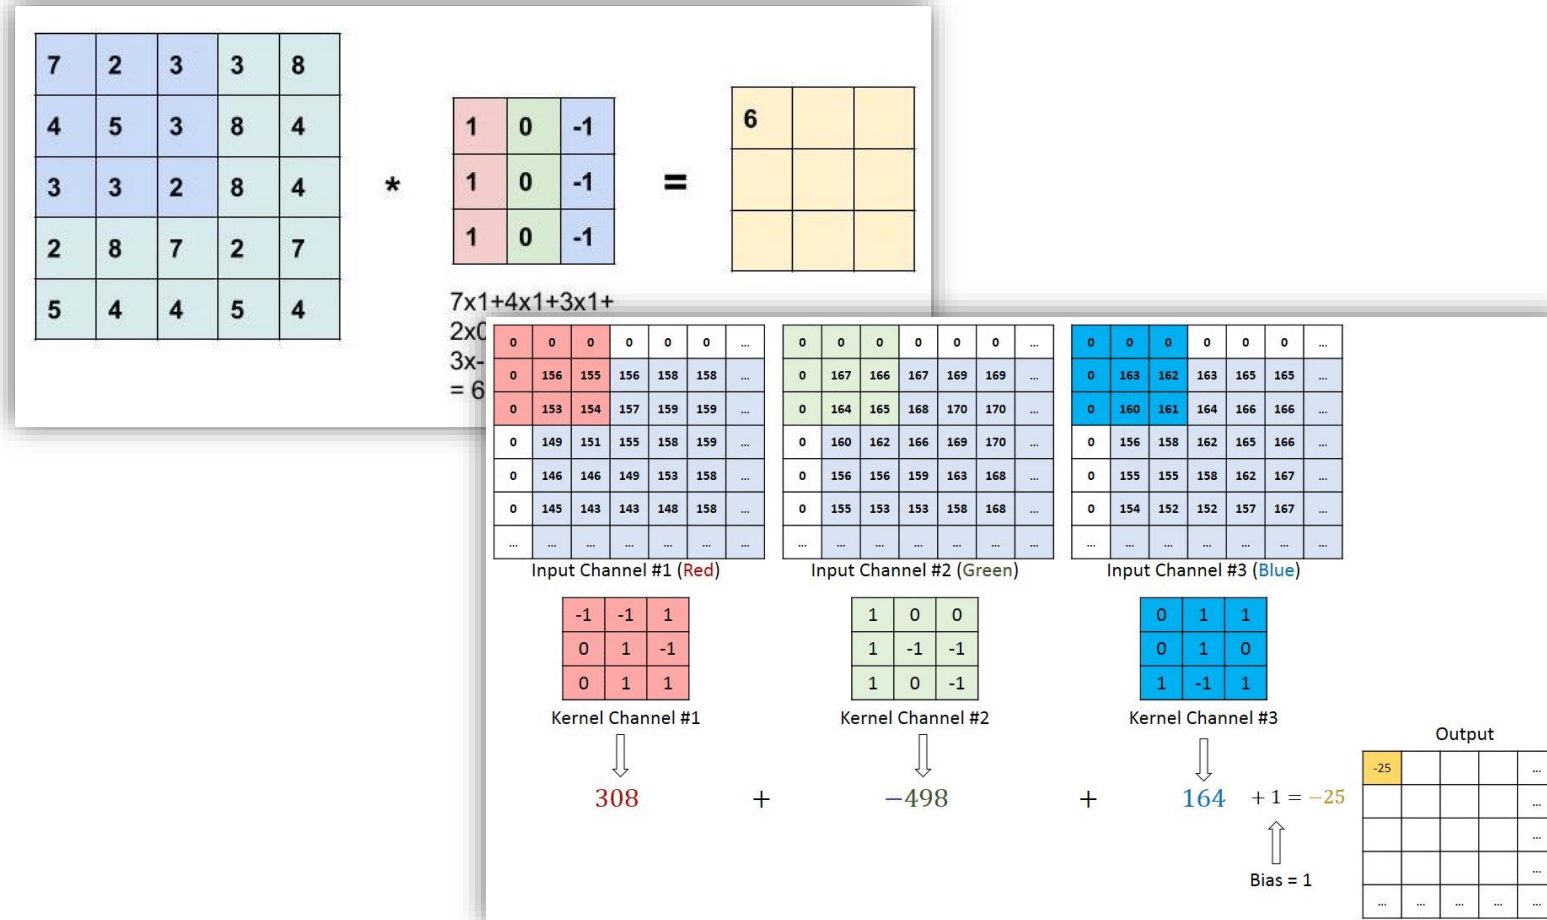 7 2 3 3 8
4 5 3 8 4
3 3 2 8 4
2 8 7 2 7
5 4 4 5 4
*
1 0 -1
1 0 -1
1 0 -1
=
6
7x1+4x1+3x1+
2x0
3x-
= 6
0 0 0 0 0 0 ...
0 156 155 156 158 158 ...
0 153 154 157 159 159 ...
0 149 151 155 158 159 ...
0 146 146 149 153 158 ...
0 145 143 143 148 158 ...
... ... ... ... ... ... ...
Input Channel #1 (Red)
0 0 0 0 0 0 ...
0 167 166 167 169 169 ...
0 164 165 168 170 170 ...
0 160 162 166 169 170 ...
0 156 156 159 163 168 ...
0 155 153 153 158 168 ...
... ... ... ... ... ... ...
Input Channel #2 (Green)
0 0 0 0 0 0 ...
0 163 162 163 165 165 ...
0 160 161 164 166 166 ...
0 156 158 162 165 166 ...
0 155 155 158 162 167 ...
0 154 152 152 157 167 ...
... ... ... ... ... ... ...
Input Channel #3 (Blue)
-1 -1 1
0 1 -1
0 1 1
Kernel Channel #1
1 0 0
1 -1 -1
1 0 -1
Kernel Channel #2
0 1 1
0 1 0
1 -1 1
Kernel Channel #3
308 + −498 + 164 + 1 = −25
Bias = 1
Output
-25 ...
...
...
...
... ... ... ... ...